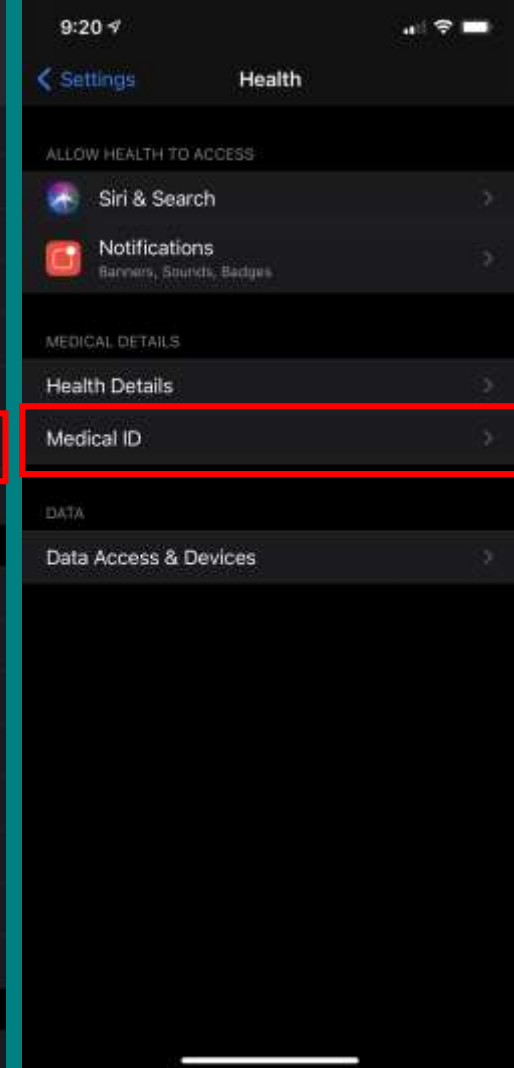 9:20
Settings
Health
ALLOW HEALTH TO ACCESS
Siri & Search
Notifications
Banners, Sounds, Badges
MEDICAL DETAILS
Health Details
Medical ID
DATA
Data Access & Devices